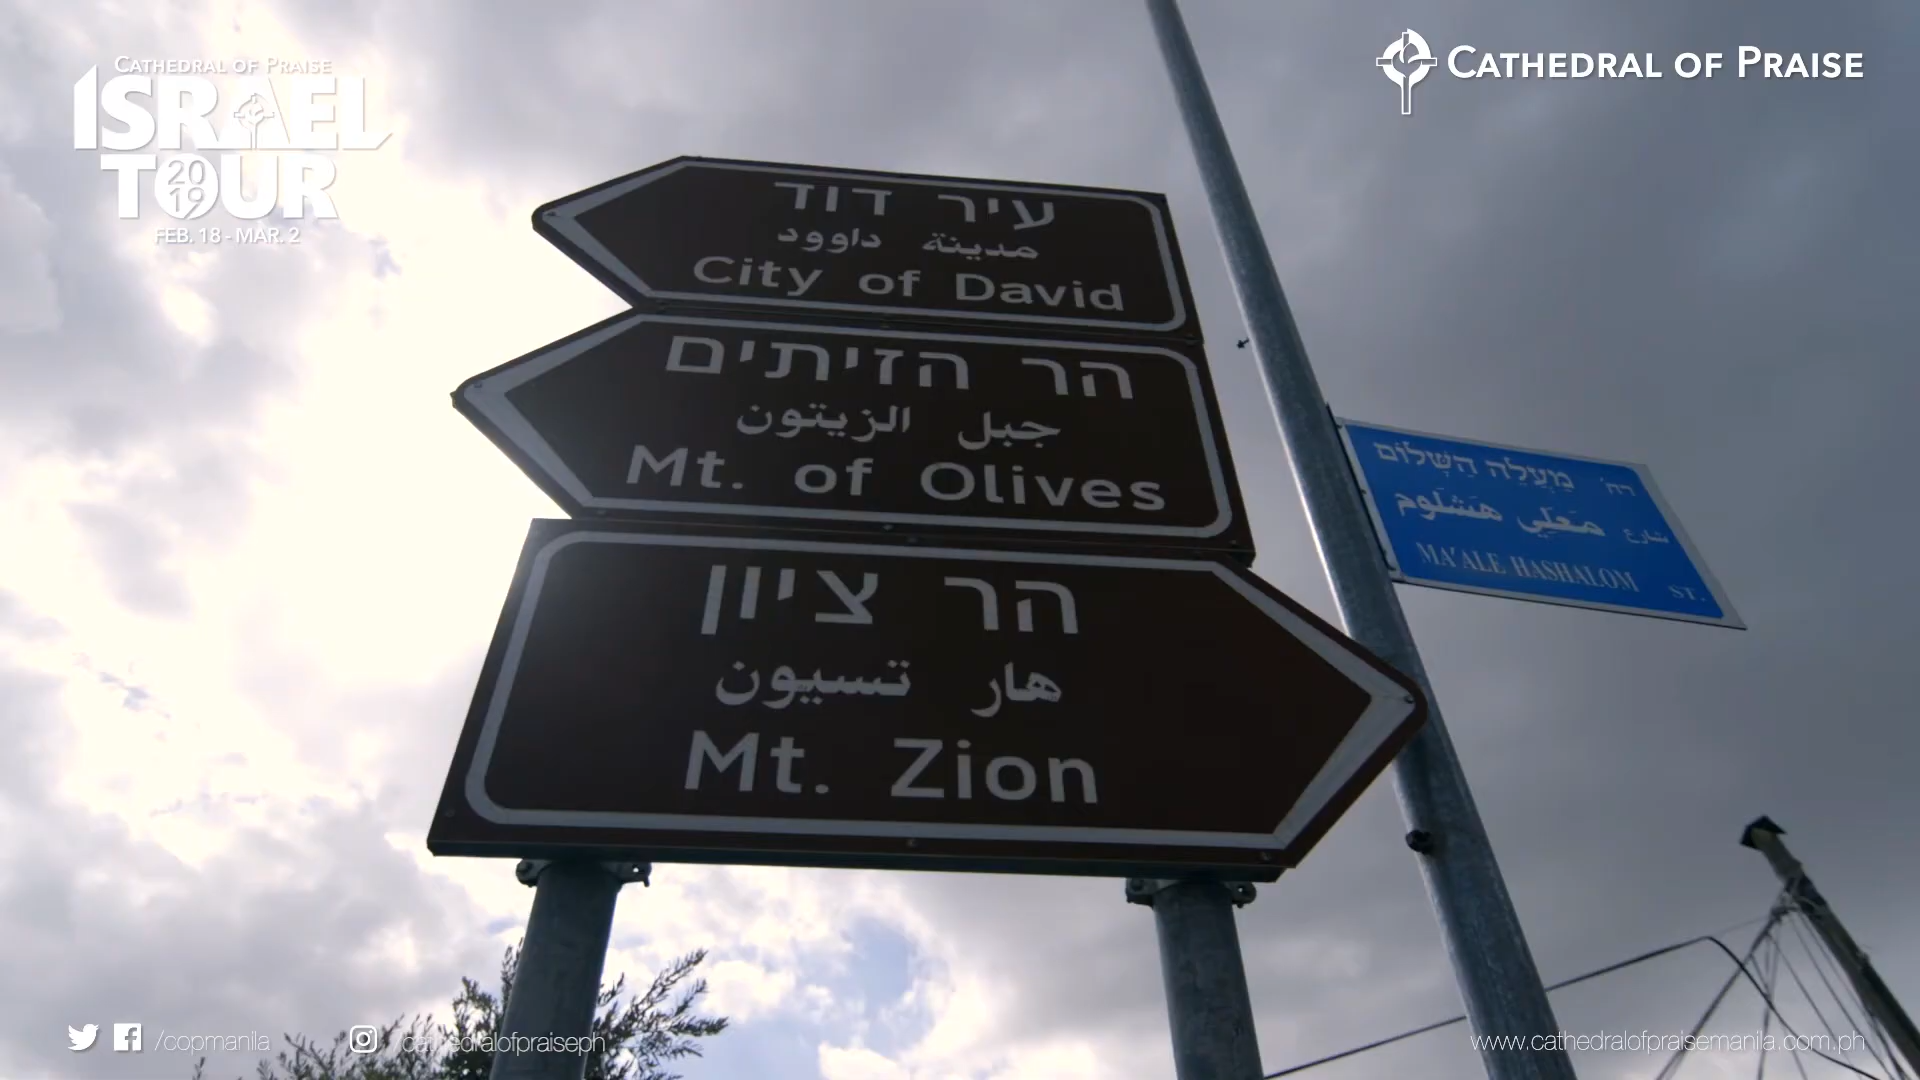 CATHEDRAL OF PRAISE
ISRAEL
TOUR
2019
FEB. 18 - MAR. 2
CATHEDRAL OF PRAISE
עיר דוד
مدينة داوود
City of David
הר הזיתים
جبل الزيتون
Mt. of Olives
הר ציון
هار تسيون
Mt. Zion
רח' מַעֲלֵה הַשָּׁלוֹם
شارع مَعَلِي هَشَلوم
MA'ALE HASHALOM ST.
/copmanila
/cathedralofpraiseph
www.cathedralofpraisemanila.com.ph